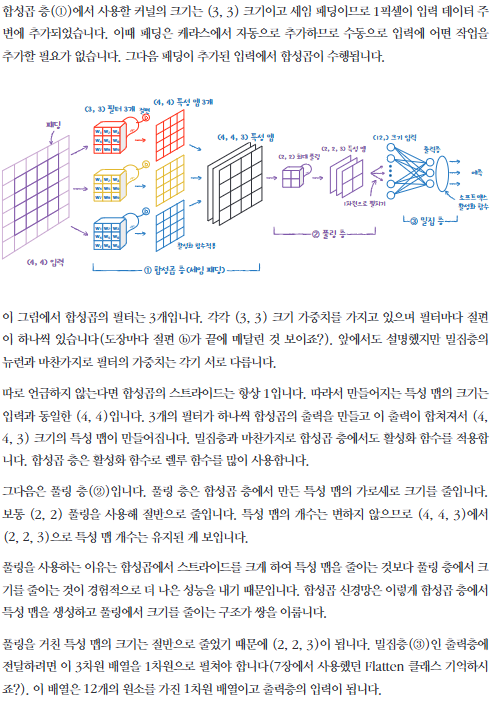 합성곱 층(①)에서 사용한 커널의 크기는 (3, 3) 크기이고 세임 패딩이므로 1픽셀이 입력 데이터 주
변에 추가되었습니다. 이때 패딩은 케라스에서 자동으로 추가하므로 수동으로 입력에 어떤 작업을
추가할 필요가 없습니다. 그다음 패딩이 추가된 입력에서 합성곱이 수행됩니다.
패딩
(3, 3) 필터 3개
절편
(4, 4) 특성 맵 3개
(4, 4, 3) 특성 맵
(2, 2) 최대 풀링
(2, 2, 3) 특성 맵
(12,) 크기 입력
출력층
예측
소프트맥스
활성화 함수
1차원으로 펼치기
활성화 함수 적용
(4, 4) 입력
① 합성곱 층(세임 패딩)
② 풀링 층
③ 밀집 층
이 그림에서 합성곱의 필터는 3개입니다. 각각 (3, 3) 크기 가중치를 가지고 있으며 필터마다 절편
이 하나씩 있습니다(도장마다 절편 ⓑ가 끝에 매달린 것 보이죠?). 앞에서도 설명했지만 밀집층의
뉴런과 마찬가지로 필터의 가중치는 각기 서로 다릅니다.
따로 언급하지 않는다면 합성곱의 스트라이드는 항상 1입니다. 따라서 만들어지는 특성 맵의 크기는
입력과 동일한 (4, 4)입니다. 3개의 필터가 하나씩 합성곱의 출력을 만들고 이 출력이 합쳐져서 (4,
4, 3) 크기의 특성 맵이 만들어집니다. 밀집층과 마찬가지로 합성곱 층에서도 활성화 함수를 적용합
니다. 합성곱 층은 활성화 함수로 렐루 함수를 많이 사용합니다.
그다음은 풀링 층(②)입니다. 풀링 층은 합성곱 층에서 만든 특성 맵의 가로세로 크기를 줄입니다.
보통 (2, 2) 풀링을 사용해 절반으로 줄입니다. 특성 맵의 개수는 변하지 않으므로 (4, 4, 3)에서
(2, 2, 3)으로 특성 맵 개수는 유지된 게 보입니다.
풀링을 사용하는 이유는 합성곱에서 스트라이드를 크게 하여 특성 맵을 줄이는 것보다 풀링 층에서 크
기를 줄이는 것이 경험적으로 더 나은 성능을 내기 때문입니다. 합성곱 신경망은 이렇게 합성곱 층에서
특성 맵을 생성하고 풀링에서 크기를 줄이는 구조가 쌍을 이룹니다.
풀링을 거친 특성 맵의 크기는 절반으로 줄었기 때문에 (2, 2, 3)이 됩니다. 밀집층(③)인 출력층에
전달하려면 이 3차원 배열을 1차원으로 펼쳐야 합니다(7장에서 사용했던 Flatten 클래스 기억하시
죠?). 이 배열은 12개의 원소를 가진 1차원 배열이고 출력층의 입력이 됩니다.